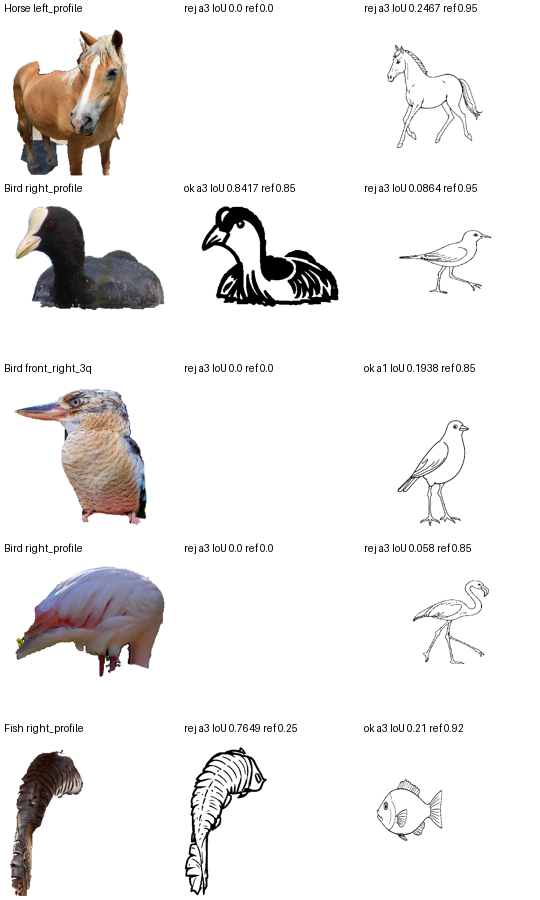 Horse left_profile
rej a3 IoU 0.0 ref 0.0
rej a3 IoU 0.2467 ref 0.95
Bird right_profile
ok a3 IoU 0.8417 ref 0.85
rej a3 IoU 0.0864 ref 0.95
Bird front_right_3q
rej a3 IoU 0.0 ref 0.0
ok a1 IoU 0.1938 ref 0.85
Bird right_profile
rej a3 IoU 0.0 ref 0.0
rej a3 IoU 0.058 ref 0.85
Fish right_profile
rej a3 IoU 0.7649 ref 0.25
ok a3 IoU 0.21 ref 0.92